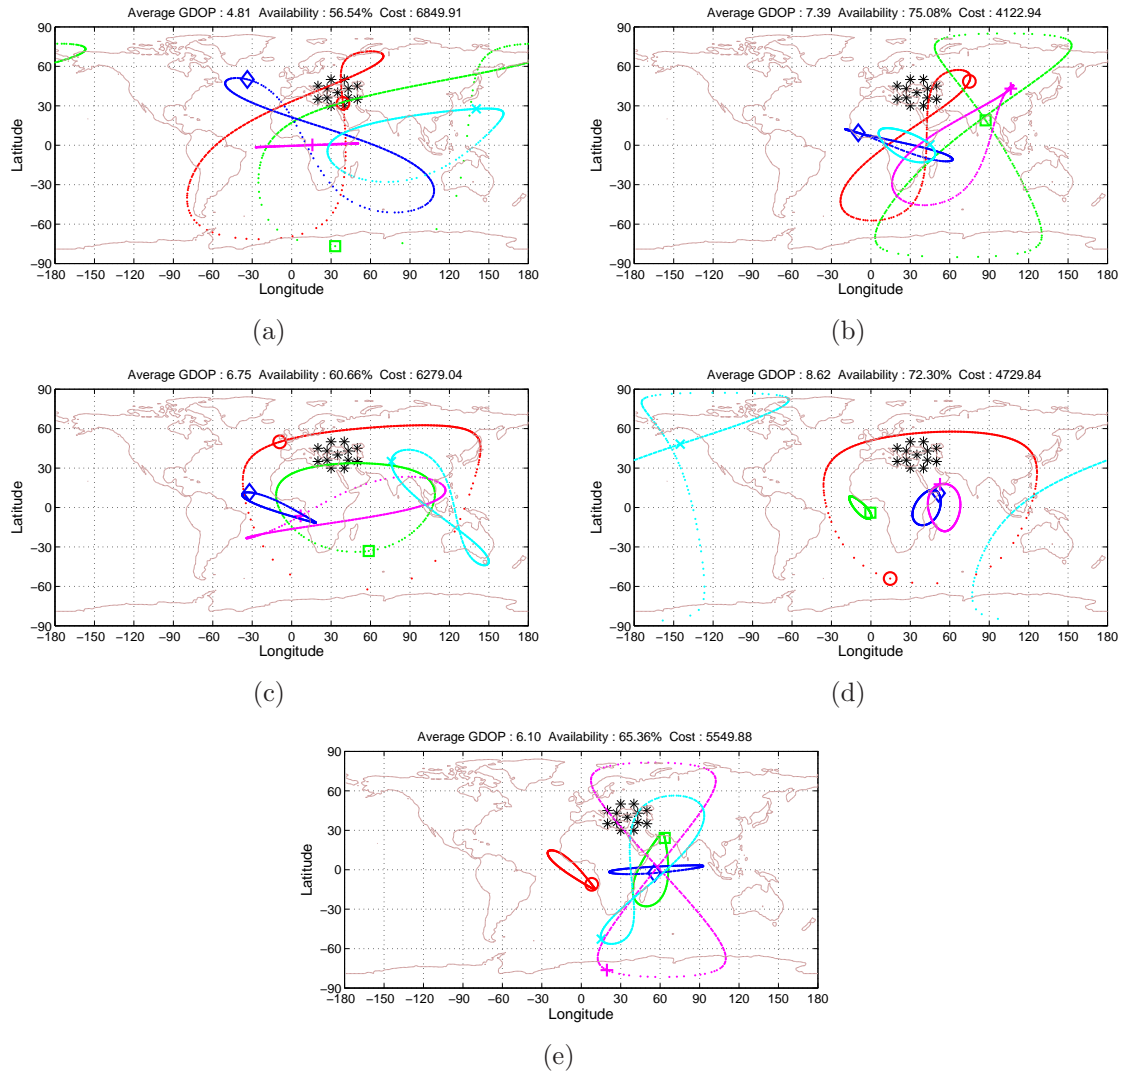 Average GDOP : 4.81 Availability : 56.54% Cost : 6849.91
90
60
30
0
−30
−60
−90
Latitude
−180 −150 −120 −90 −60 −30 0 30 60 90 120 150 180
Longitude
(a)
Average GDOP : 7.39 Availability : 75.08% Cost : 4122.94
90
60
30
0
−30
−60
−90
Latitude
−180 −150 −120 −90 −60 −30 0 30 60 90 120 150 180
Longitude
(b)
Average GDOP : 6.75 Availability : 60.66% Cost : 6279.04
90
60
30
0
−30
−60
−90
Latitude
−180 −150 −120 −90 −60 −30 0 30 60 90 120 150 180
Longitude
(c)
Average GDOP : 8.62 Availability : 72.30% Cost : 4729.84
90
60
30
0
−30
−60
−90
Latitude
−180 −150 −120 −90 −60 −30 0 30 60 90 120 150 180
Longitude
(d)
Average GDOP : 6.10 Availability : 65.36% Cost : 5549.88
90
60
30
0
−30
−60
−90
Latitude
−180 −150 −120 −90 −60 −30 0 30 60 90 120 150 180
Longitude
(e)